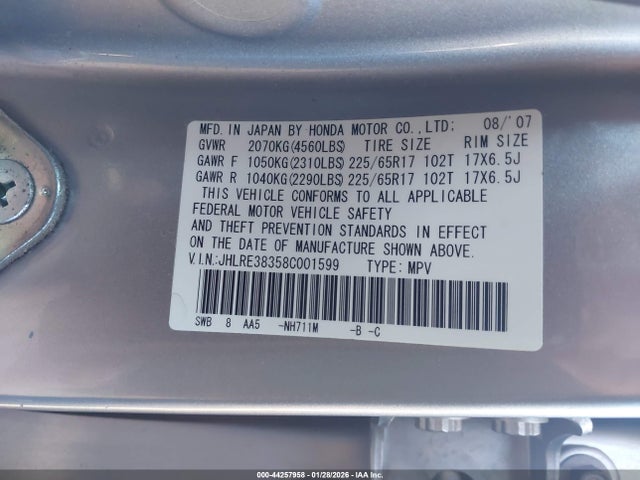 MFD. IN JAPAN BY HONDA MOTOR CO., LTD: 08/'07
GVWR 2070KG(4560LBS) TIRE SIZE RIM SIZE
GAWR F 1050KG(2310LBS) 225/65R17 102T 17X6.5J
GAWR R 1040KG(2290LBS) 225/65R17 102T 17X6.5J
THIS VEHICLE CONFORMS TO ALL APPLICABLE
FEDERAL MOTOR VEHICLE SAFETY
AND THEFT PREVENTION STANDARDS IN EFFECT
ON THE DATE OF MANUFACTURE SHOWN ABOVE.
V.I.N.:JHLRE38358C001599 TYPE: MPV
SWB 8 AA5 -NH711M -B -C
000-44257958 - 01/28/2026 - IAA Inc.